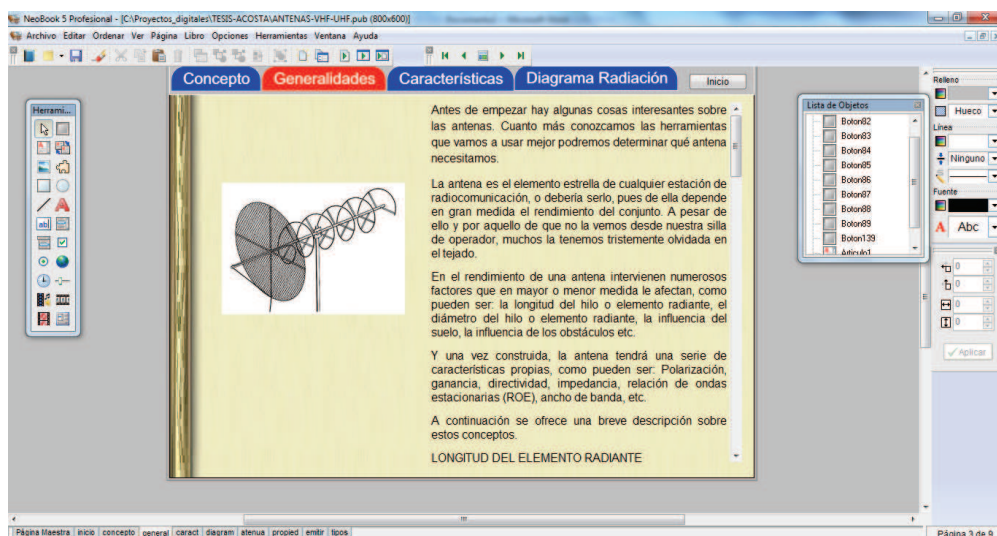 NeoBook 5 Profesional - [C:\Proyectos_digitales\TESIS-ACOSTA\ANTENAS-VHF-UHF.pub (800x600)]
Archivo Editar Ordenar Ver Página Libro Opciones Herramientas Ventana Ayuda
Concepto Generalidades Características Diagrama Radiación Inicio
Herrami...
Antes de empezar hay algunas cosas interesantes sobre
las antenas. Cuanto más conozcamos las herramientas
que vamos a usar mejor podremos determinar qué antena
necesitamos.
La antena es el elemento estrella de cualquier estación de
radiocomunicación, o debería serlo, pues de ella depende
en gran medida el rendimiento del conjunto. A pesar de
ello y por aquello de que no la vemos desde nuestra silla
de operador, muchos la tenemos tristemente olvidada en
el tejado.
En el rendimiento de una antena intervienen numerosos
factores que en mayor o menor medida le afectan, como
pueden ser: la longitud del hilo o elemento radiante, el
diámetro del hilo o elemento radiante, la influencia del
suelo, la influencia de los obstáculos etc.
Y una vez construida, la antena tendrá una serie de
características propias, como pueden ser: Polarización,
ganancia, directividad, impedancia, relación de ondas
estacionarias (ROE), ancho de banda, etc.
A continuación se ofrece una breve descripción sobre
estos conceptos.
LONGITUD DEL ELEMENTO RADIANTE
Lista de Objetos
Boton82
Boton83
Boton84
Boton85
Boton86
Boton87
Boton88
Boton89
Boton139
Articulo1
Relleno
Hueco
Línea
Ninguno
Fuente
A Abc
0
0
0
0
Aplicar
Página Maestra inicio concepto general caract diagram atenua propied emitir tipos
Página 3 de 9